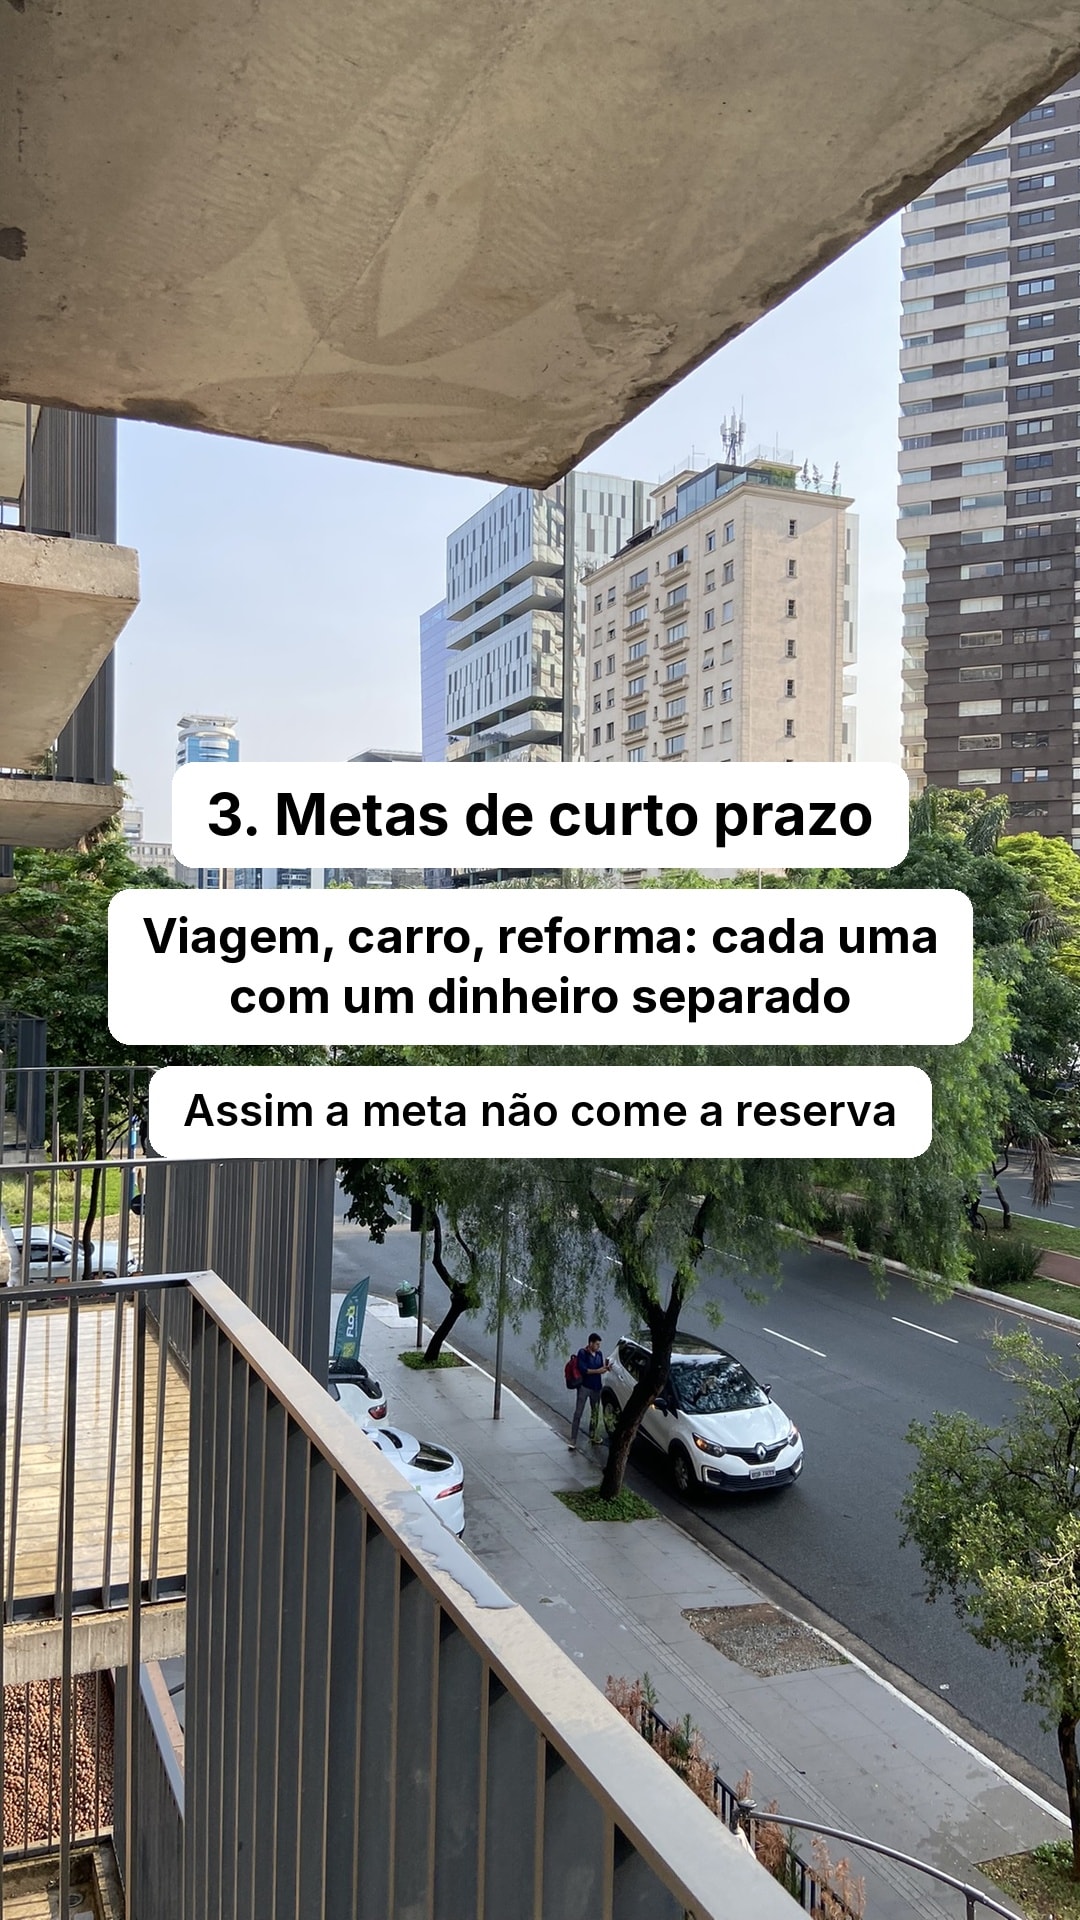 3. Metas de curto prazo
Viagem, carro, reforma: cada uma
com um dinheiro separado
Assim a meta não come a reserva